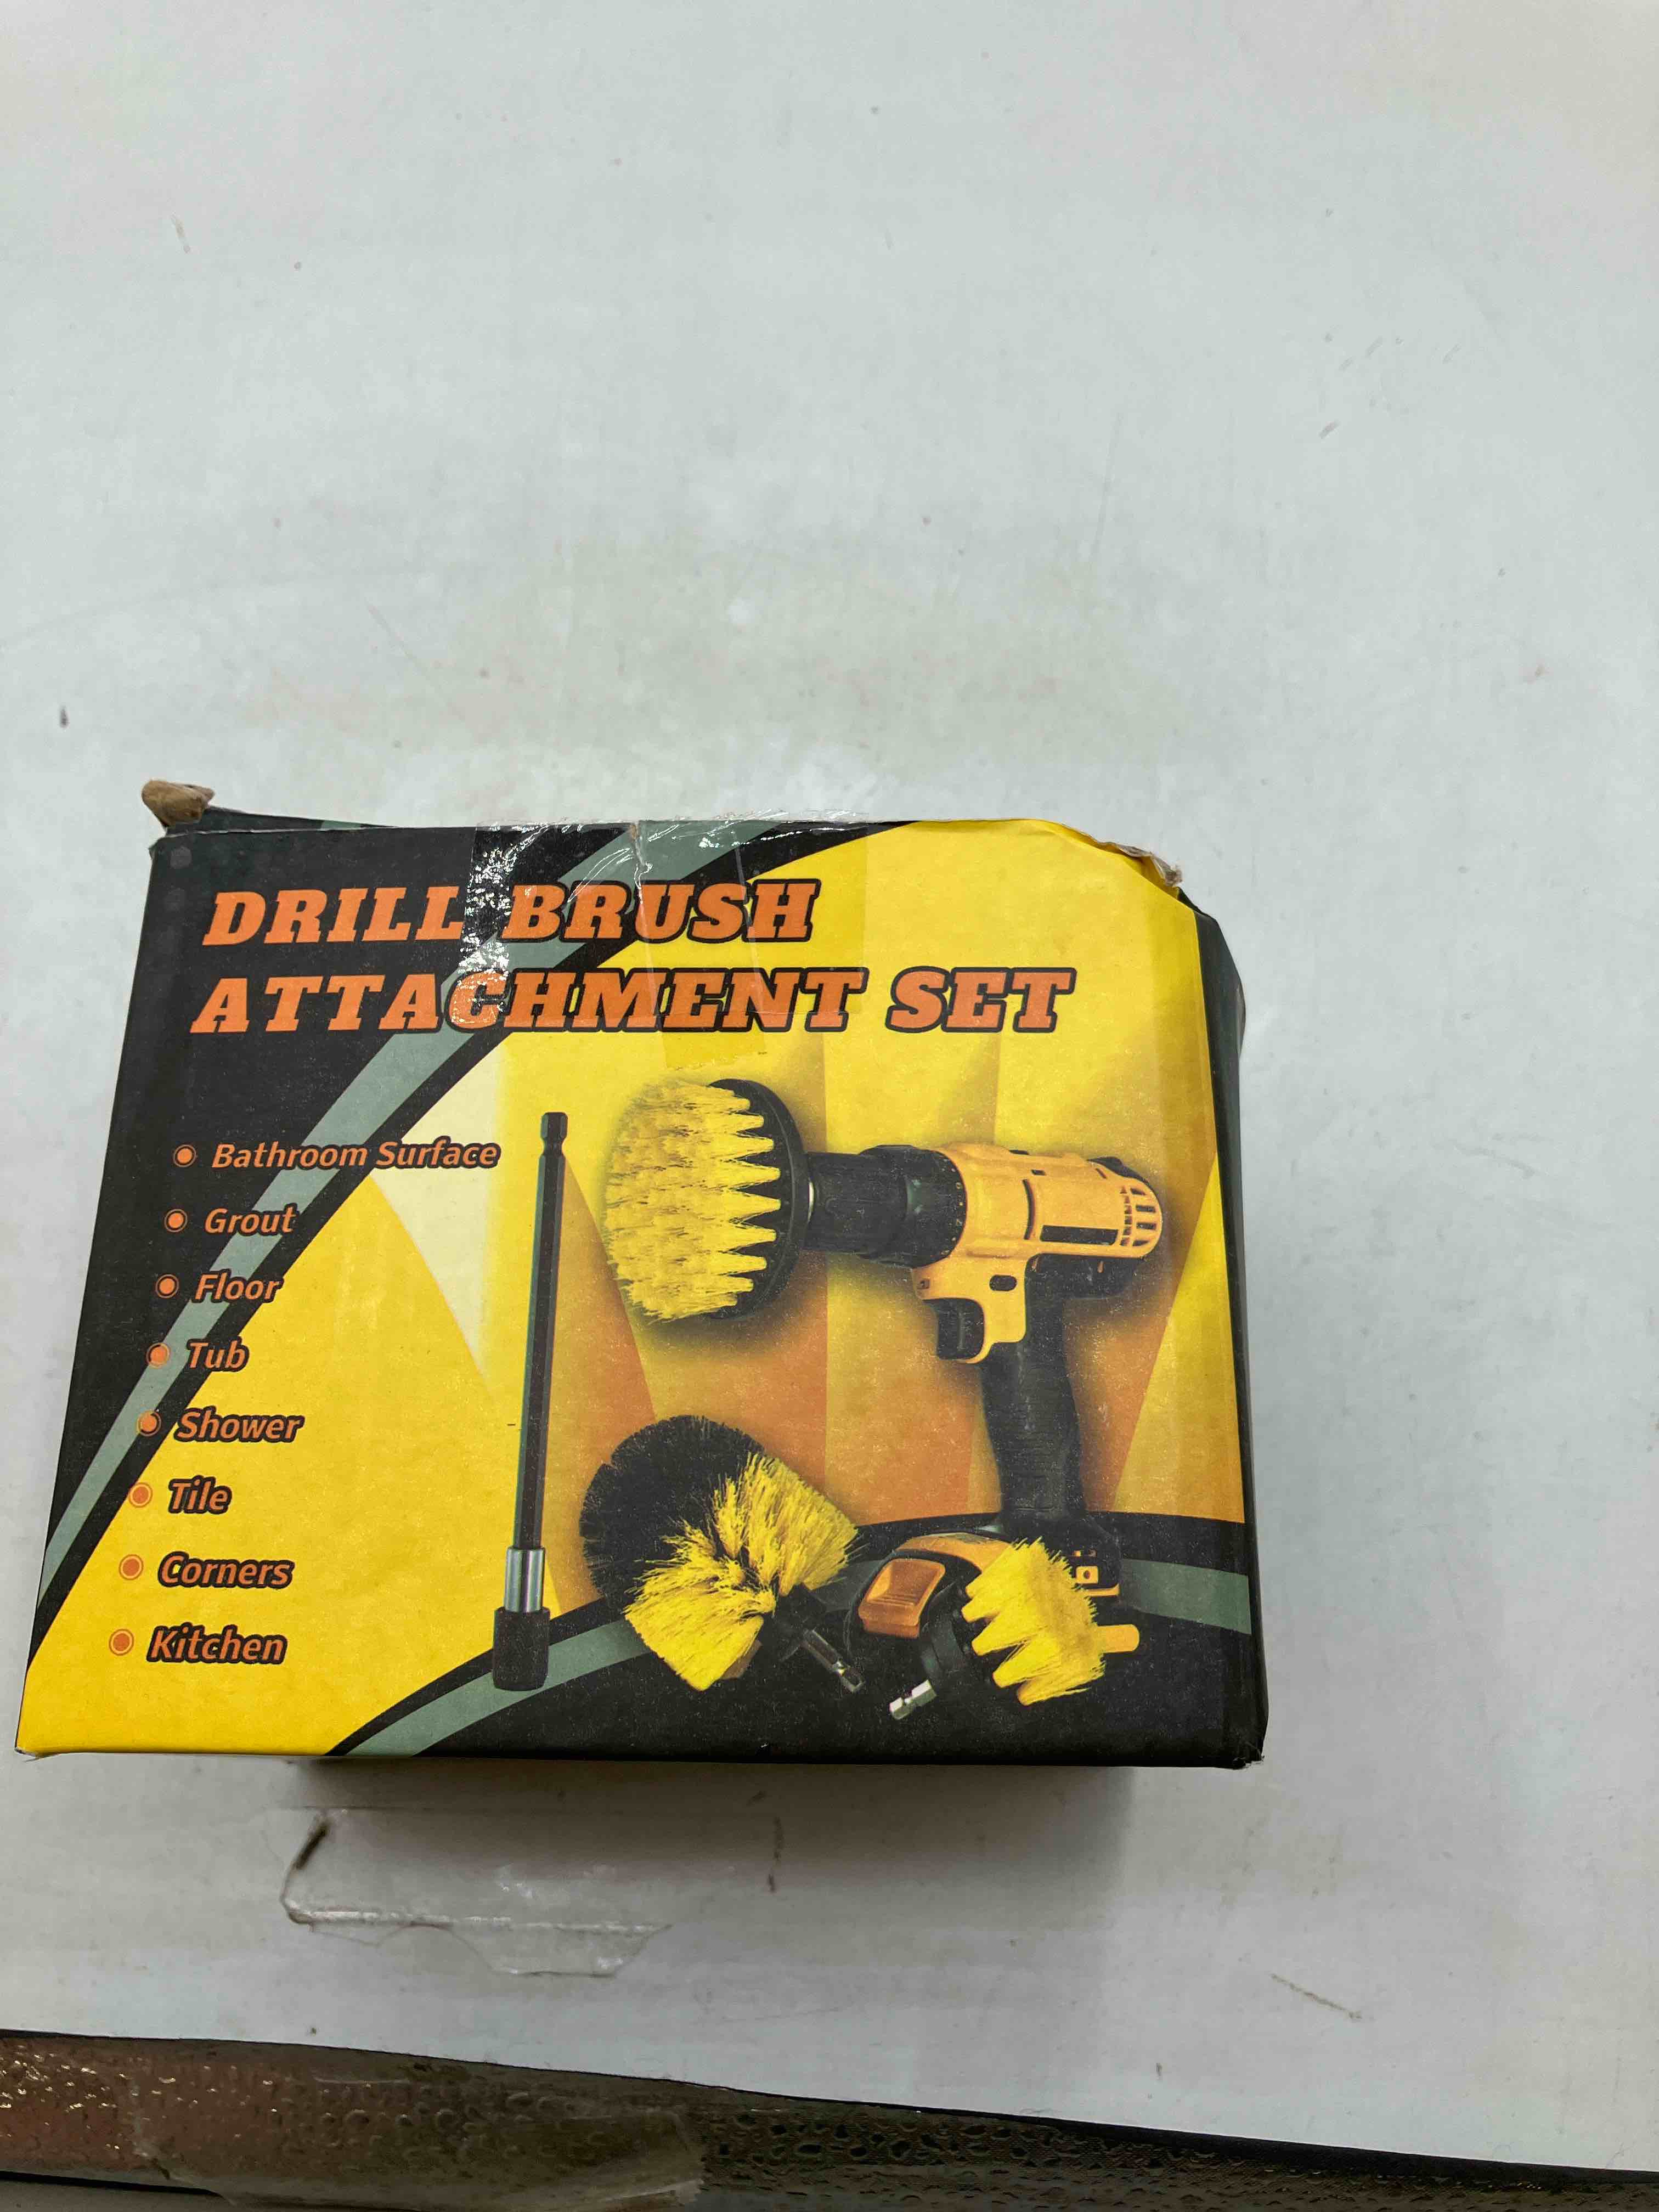 DRILL BRUSH
ATTACHMENT SET
Bathroom Surface
Grout
Floor
Tub
Shower
Tile
Corners
Kitchen